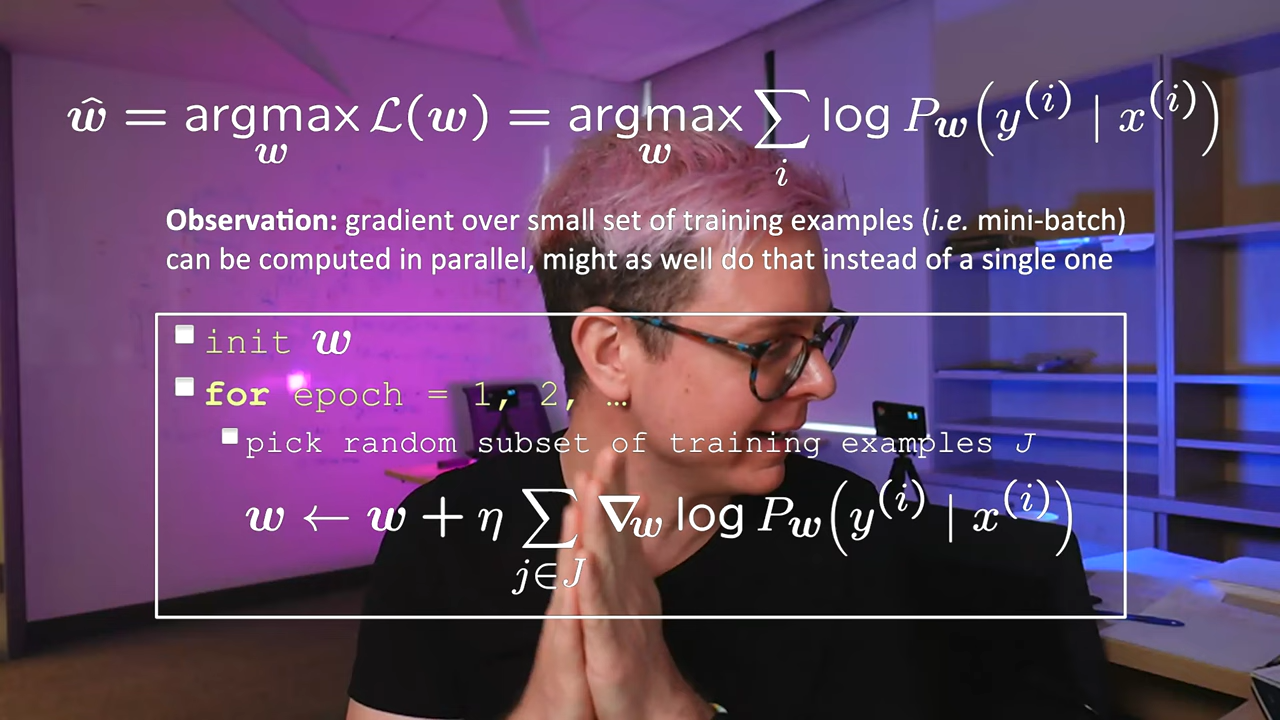 ŵ = argmax_w ℒ(w) = argmax_w ∑_i log P_w(y^(i) | x^(i))
Observation: gradient over small set of training examples (i.e. mini-batch)
can be computed in parallel, might as well do that instead of a single one
init w
for epoch = 1, 2, …
pick random subset of training examples J
w ← w + η ∑_{j∈J} ∇_w log P_w(y^(i) | x^(i))